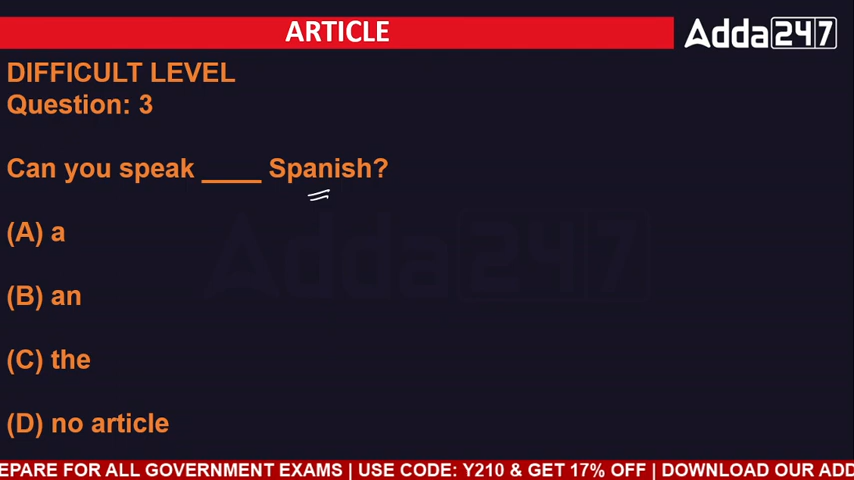 ARTICLE
Adda247
DIFFICULT LEVEL
Question: 3
Can you speak ____ Spanish?
(A) a
(B) an
(C) the
(D) no article
EPARE FOR ALL GOVERNMENT EXAMS | USE CODE: Y210 & GET 17% OFF | DOWNLOAD OUR ADD